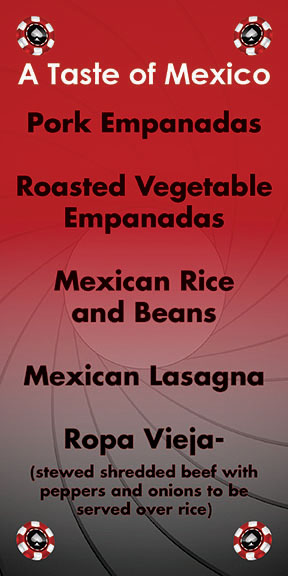 A Taste of Mexico
Pork Empanadas
Roasted Vegetable
Empanadas
Mexican Rice
and Beans
Mexican Lasagna
Ropa Vieja-
(stewed shredded beef with
peppers and onions to be
served over rice)